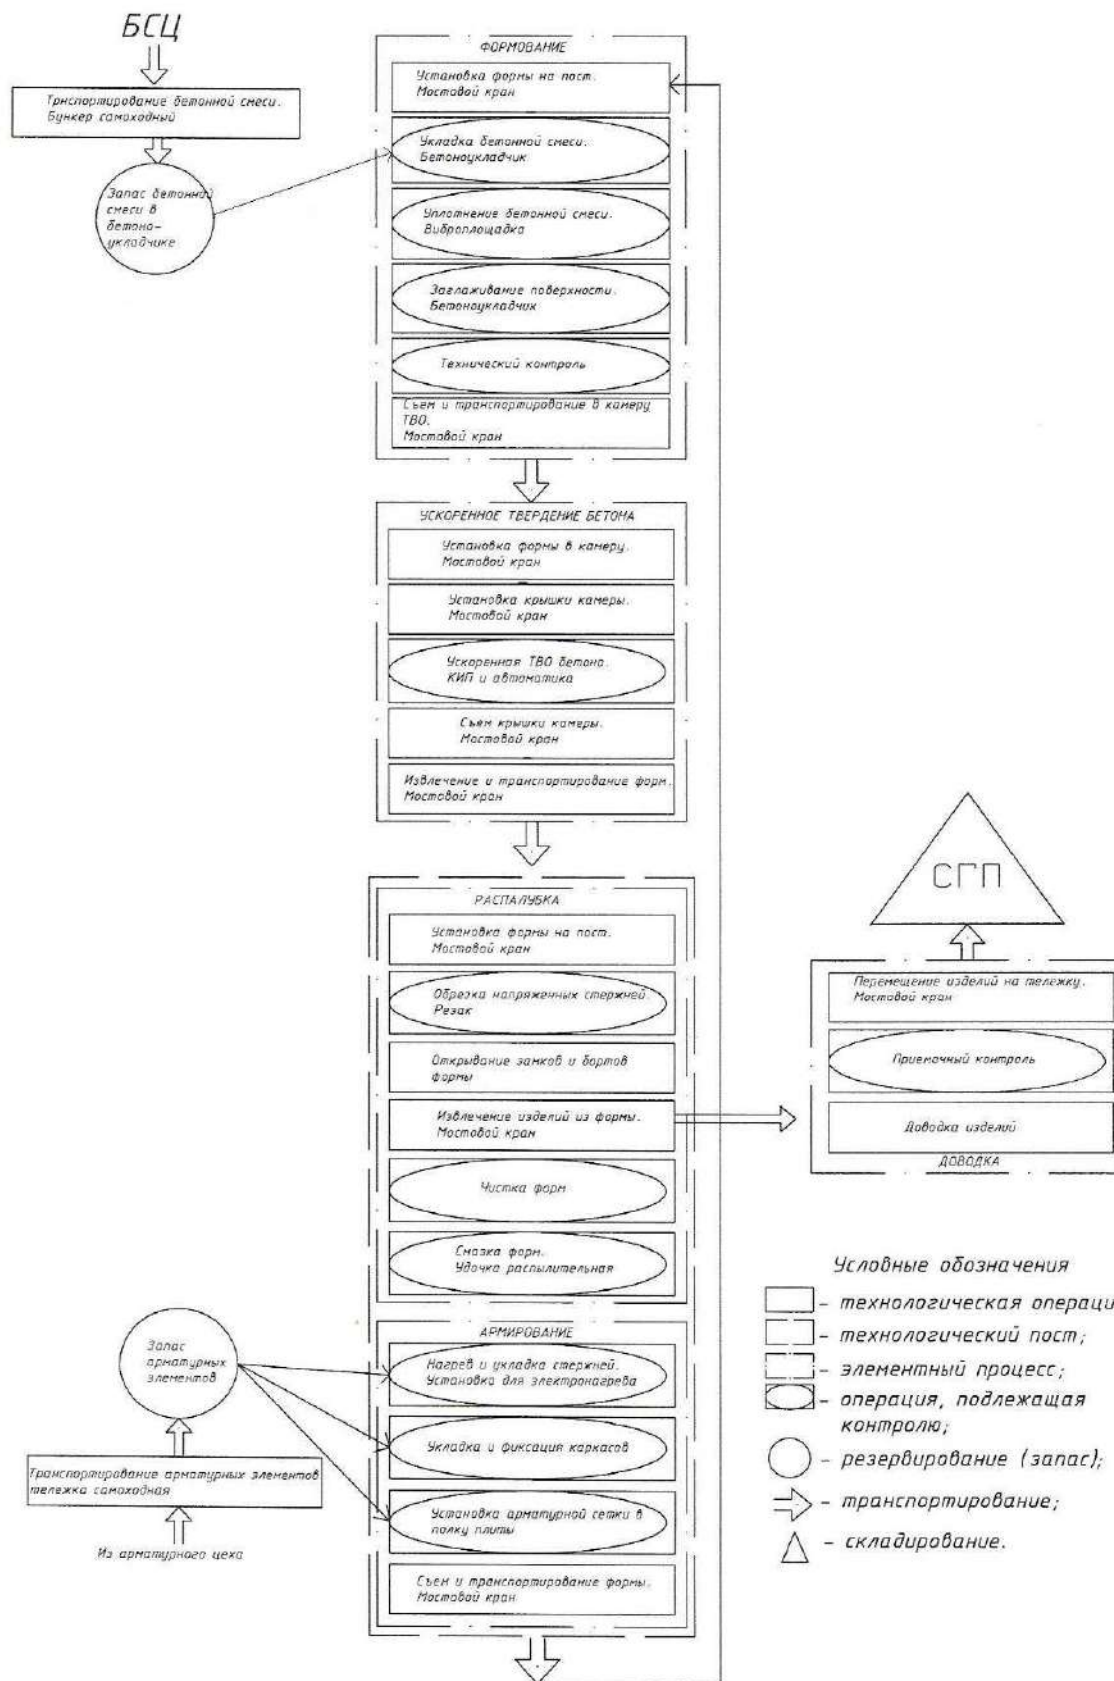 БСЦ
Трнспортирование бетонной смеси.
Бункер самоходный
Запас бетонной
смеси в
бетоно-
укладчике
ФОРМОВАНИЕ
Установка формы на пост.
Мостовой кран
Укладка бетонной смеси.
Бетоноукладчик
Уплотнение бетонной смеси.
Виброплощадка
Заглаживание поверхности.
Бетоноукладчик
Технический контроль
Съем и транспортирование в камеру
ТВО.
Мостовой кран
УСКОРЕННОЕ ТВЕРДЕНИЕ БЕТОНА
Установка формы в камеру.
Мостовой кран
Установка крышки камеры.
Мостовой кран
Ускоренная ТВО бетона.
КИП и автоматика
Съем крышки камеры.
Мостовой кран
Извлечение и транспортирование форм.
Мостовой кран
РАСПАЛУБКА
Установка формы на пост.
Мостовой кран
Обрезка напряженных стержней.
Резак
Открывание замков и бортов
формы
Извлечение изделий из формы.
Мостовой кран
Чистка форм
Смазка форм.
Удочка распылительная
АРМИРОВАНИЕ
Нагрев и укладка стержней.
Установка для электронагрева
Укладка и фиксация каркасов
Установка арматурной сетки в
полку плиты
Съем и транспортирование формы.
Мостовой кран
Запас
арматурных
элементов
Транспортирование арматурных элементов
тележка самоходная
Из арматурного цеха
СГП
Перемещение изделий на тележку.
Мостовой кран
Приемочный контроль
Доводка изделий
ДОВОДКА
Условные обозначения
- технологическая операци
- технологический пост;
- элементный процесс;
- операция, подлежащая
контролю;
- резервирование (запас);
- транспортирование;
- складирование.